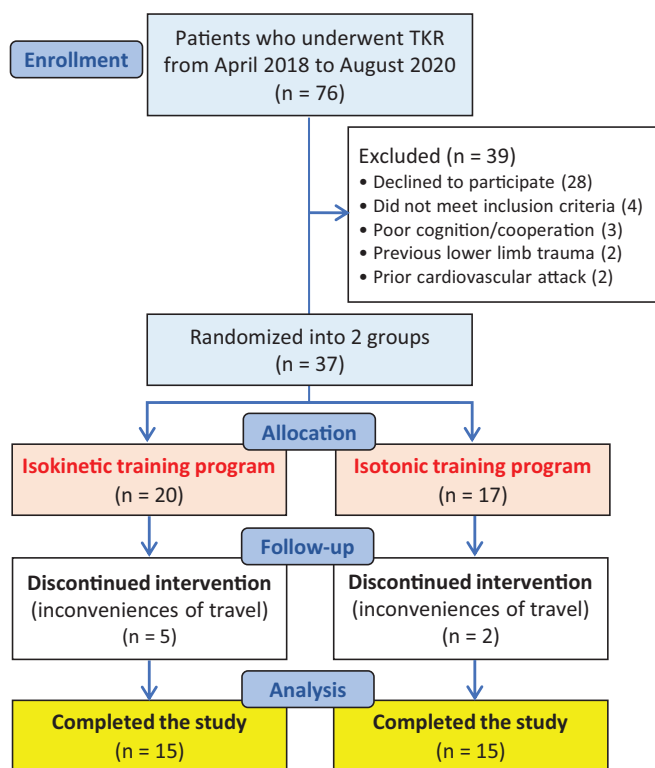 Enrollment
Patients who underwent TKR
from April 2018 to August 2020
(n = 76)
Excluded (n = 39)
• Declined to participate (28)
• Did not meet inclusion criteria (4)
• Poor cognition/cooperation (3)
• Previous lower limb trauma (2)
• Prior cardiovascular attack (2)
Randomized into 2 groups
(n = 37)
Allocation
Isokinetic training program
(n = 20)
Isotonic training program
(n = 17)
Follow-up
Discontinued intervention
(inconveniences of travel)
n = 5)
Discontinued intervention
(inconveniences of travel)
n = 2)
Analysis
Completed the study
(n = 15)
Completed the study
(n = 15)